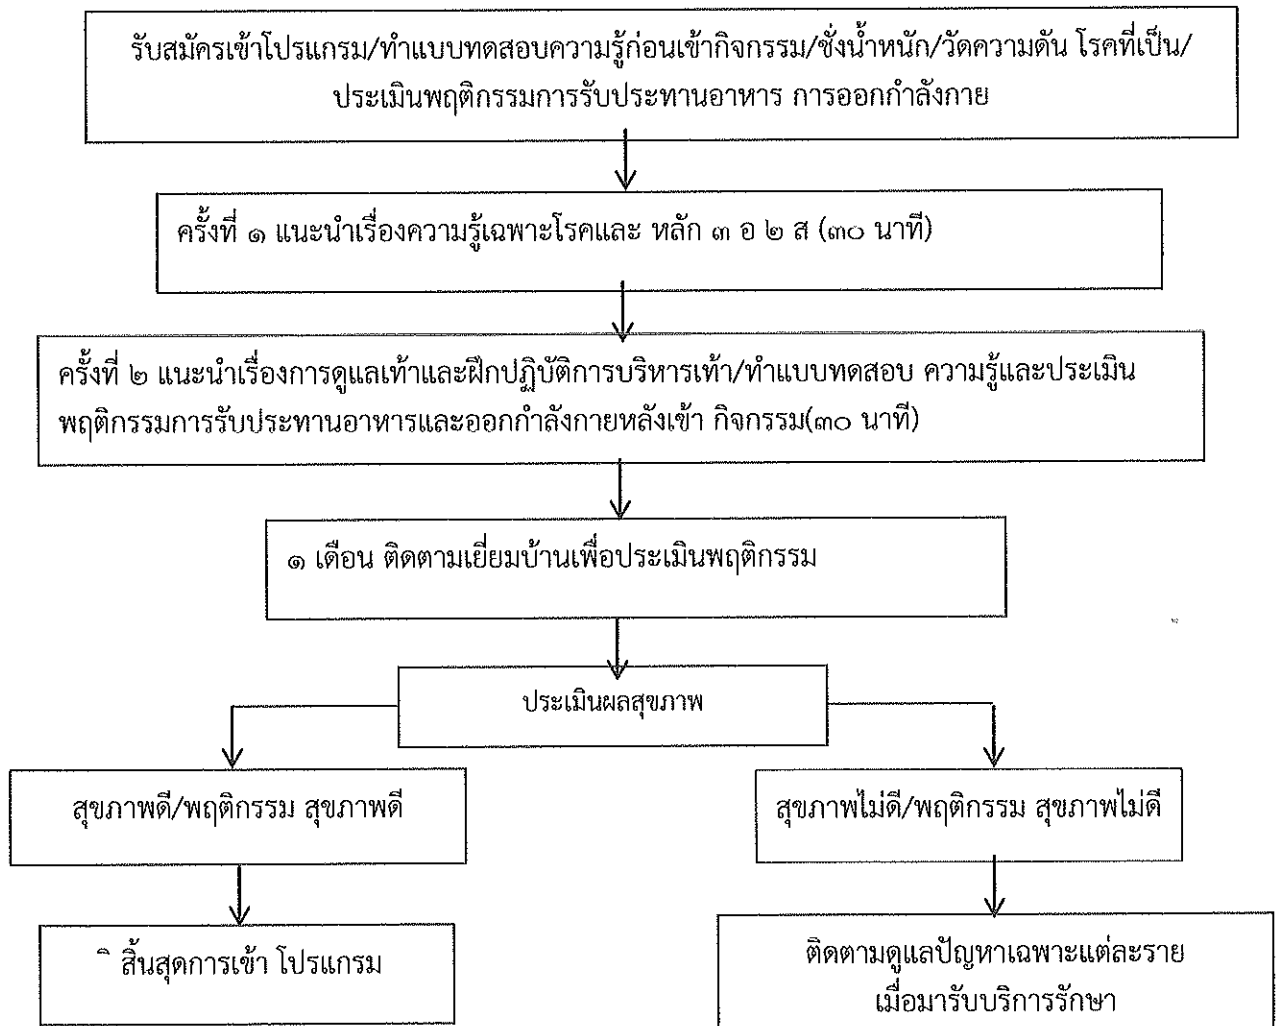 รับสมัครเข้าโปรแกรม/ทำแบบทดสอบความรู้ก่อนเข้ากิจกรรม/ชั่งน้ำหนัก/วัดความดัน โรคที่เป็น/
ประเมินพฤติกรรมการรับประทานอาหาร การออกกำลังกาย
ครั้งที่ ๑ แนะนำเรื่องความรู้เฉพาะโรคและ หลัก ๓ อ ๒ ส (๓๐ นาที)
ครั้งที่ ๒ แนะนำเรื่องการดูแลเท้าและฝึกปฏิบัติการบริหารเท้า/ทำแบบทดสอบ ความรู้และประเมิน
พฤติกรรมการรับประทานอาหารและออกกำลังกายหลังเข้า กิจกรรม(๓๐ นาที)
๑ เดือน ติดตามเยี่ยมบ้านเพื่อประเมินพฤติกรรม
ประเมินผลสุขภาพ
สุขภาพดี/พฤติกรรม สุขภาพดี
สุขภาพไม่ดี/พฤติกรรม สุขภาพไม่ดี
สิ้นสุดการเข้า โปรแกรม
ติดตามดูแลปัญหาเฉพาะแต่ละราย
เมื่อมารับบริการรักษา